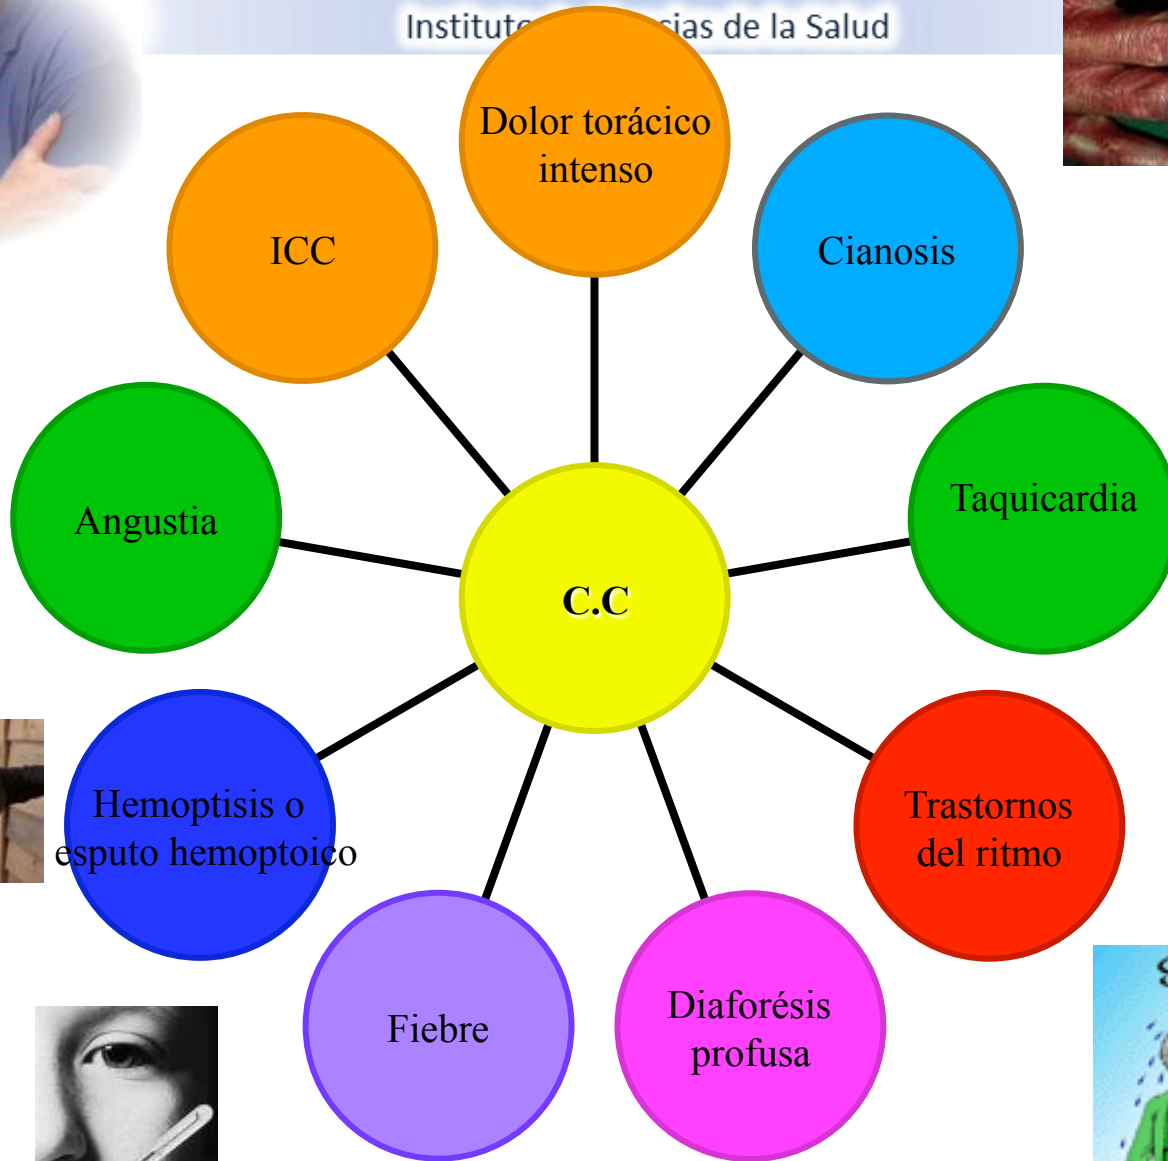 Instituto
ias de la Salud
Dolor torácico
intenso
ICC
Cianosis
Angustia
Taquicardia
C.C
Hemoptisis o
esputo hemoptoico
Trastornos
del ritmo
Fiebre
Diaforésis
profusa